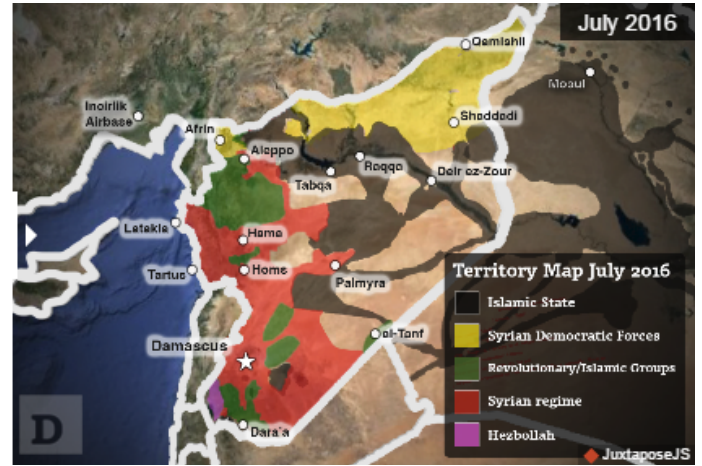 July 2016
Qamishli
Mosul
Incirlik
Airbase
Shaddadi
Afrin
Aleppo
Raqqa
Deir ez-Zour
Tabqa
Latakia
Hama
Tartus
Homs
Palmyra
Territory Map July 2016
Islamic State
al-Tanf
Syrian Democratic Forces
Damascus
Revolutionary/Islamic Groups
Syrian regime
D
Dara'a
Hezbollah
JuxtaposeJS